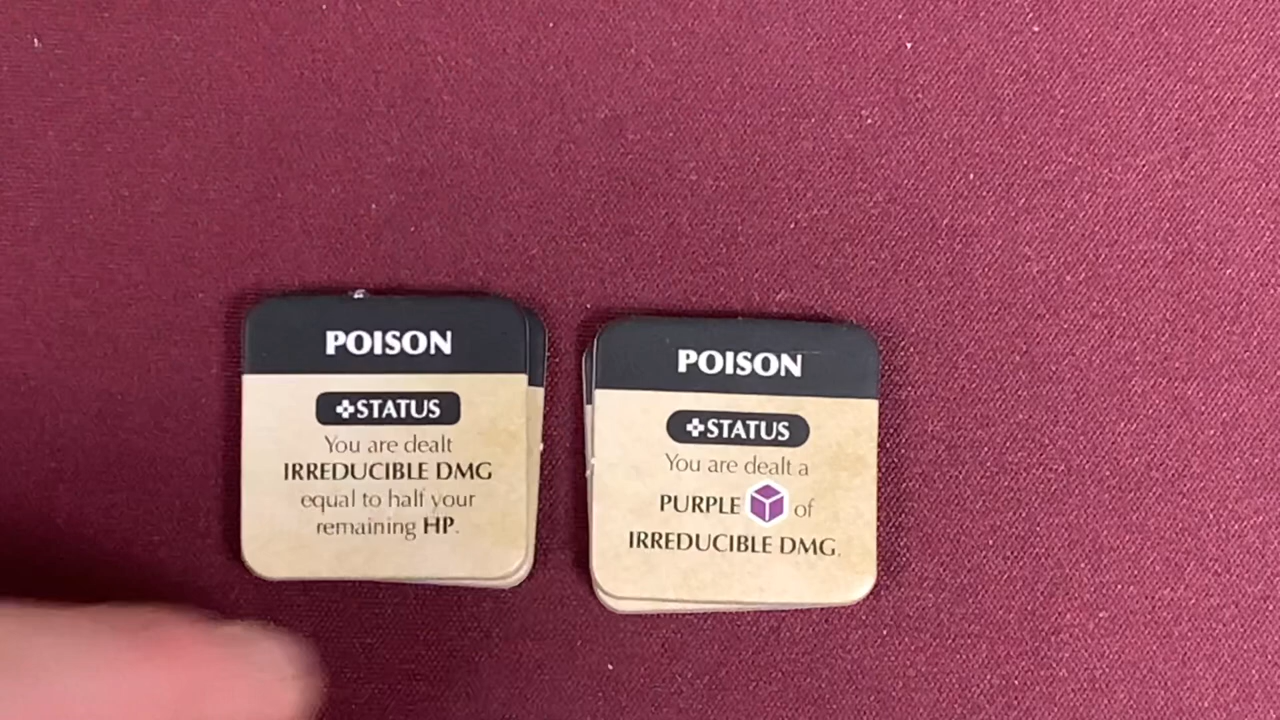 POISON
STATUS
You are dealt
IRREDUCIBLE DMG
equal to half your
remaining HP.
POISON
STATUS
You are dealt a
PURPLE of
IRREDUCIBLE DMG.